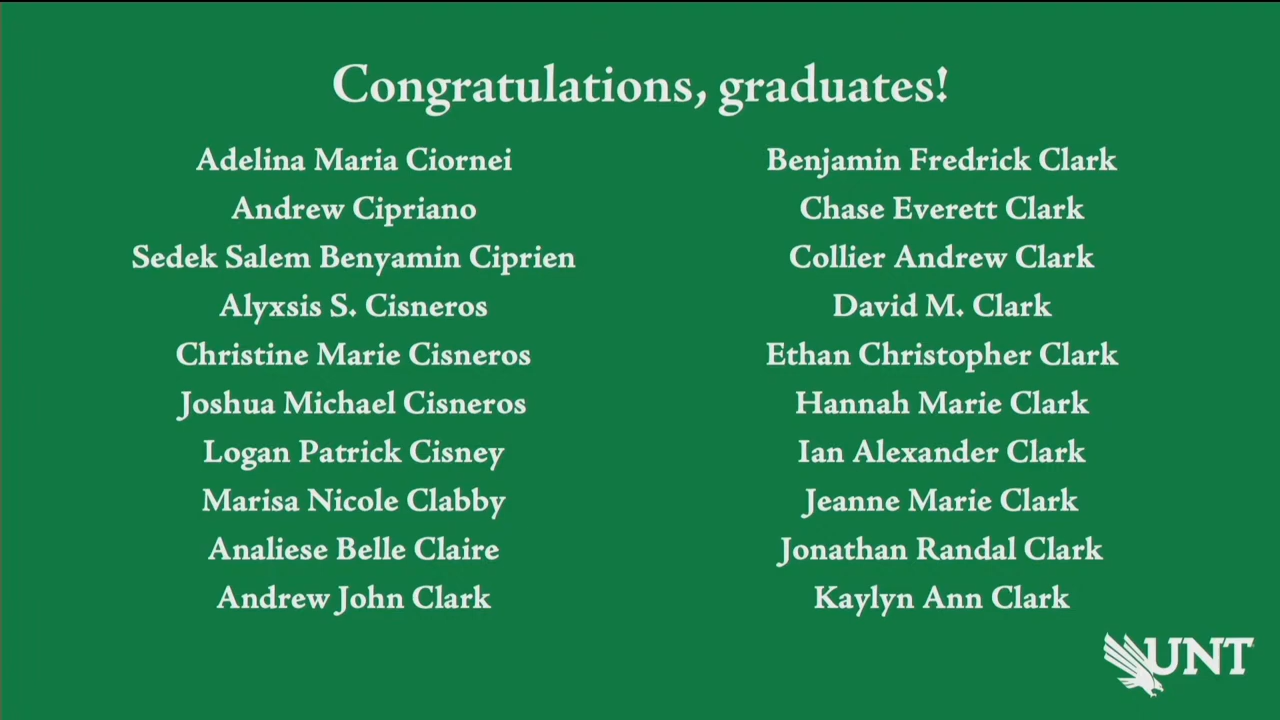 Congratulations, graduates!
Adelina Maria Ciornei
Andrew Cipriano
Sedek Salem Benyamin Ciprien
Alyxsis S. Cisneros
Christine Marie Cisneros
Joshua Michael Cisneros
Logan Patrick Cisney
Marisa Nicole Clabby
Analiese Belle Claire
Andrew John Clark
Benjamin Fredrick Clark
Chase Everett Clark
Collier Andrew Clark
David M. Clark
Ethan Christopher Clark
Hannah Marie Clark
Ian Alexander Clark
Jeanne Marie Clark
Jonathan Randal Clark
Kaylyn Ann Clark
UNT